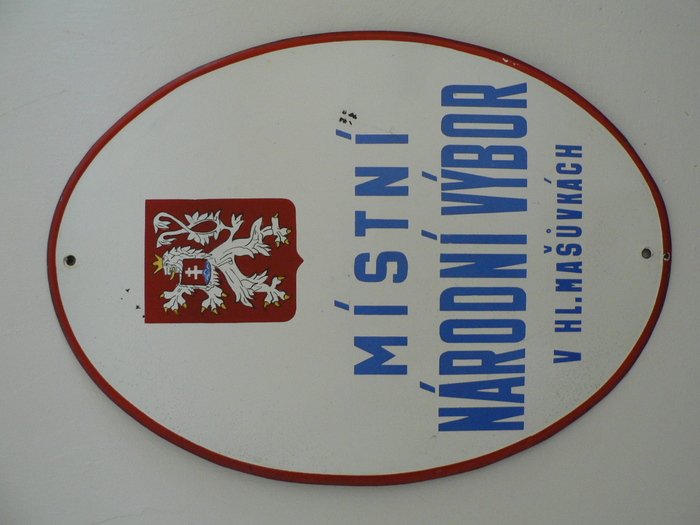 MÍSTNÍ
NÁRODNÍ VÝBOR
V HL.MAŠŮVKÁCH